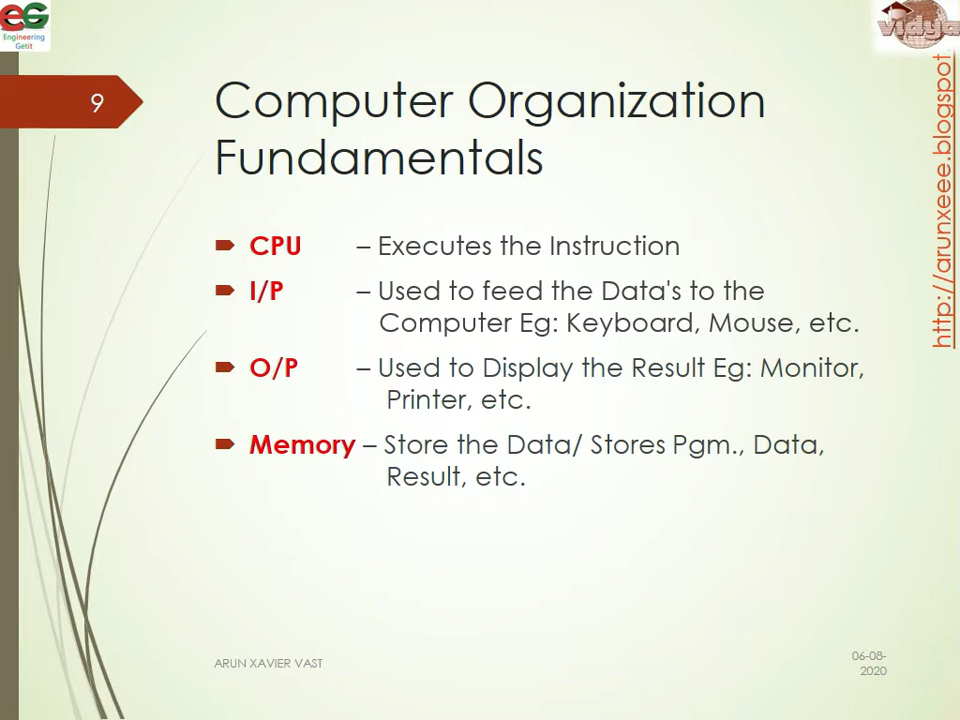 EG
Engineering
Getit
vidya
9
Computer Organization
Fundamentals
http://arunxeee.blogspot.
CPU – Executes the Instruction
I/P – Used to feed the Data's to the
Computer Eg: Keyboard, Mouse, etc.
O/P – Used to Display the Result Eg: Monitor,
Printer, etc.
Memory – Store the Data/ Stores Pgm., Data,
Result, etc.
ARUN XAVIER VAST
06-08-
2020